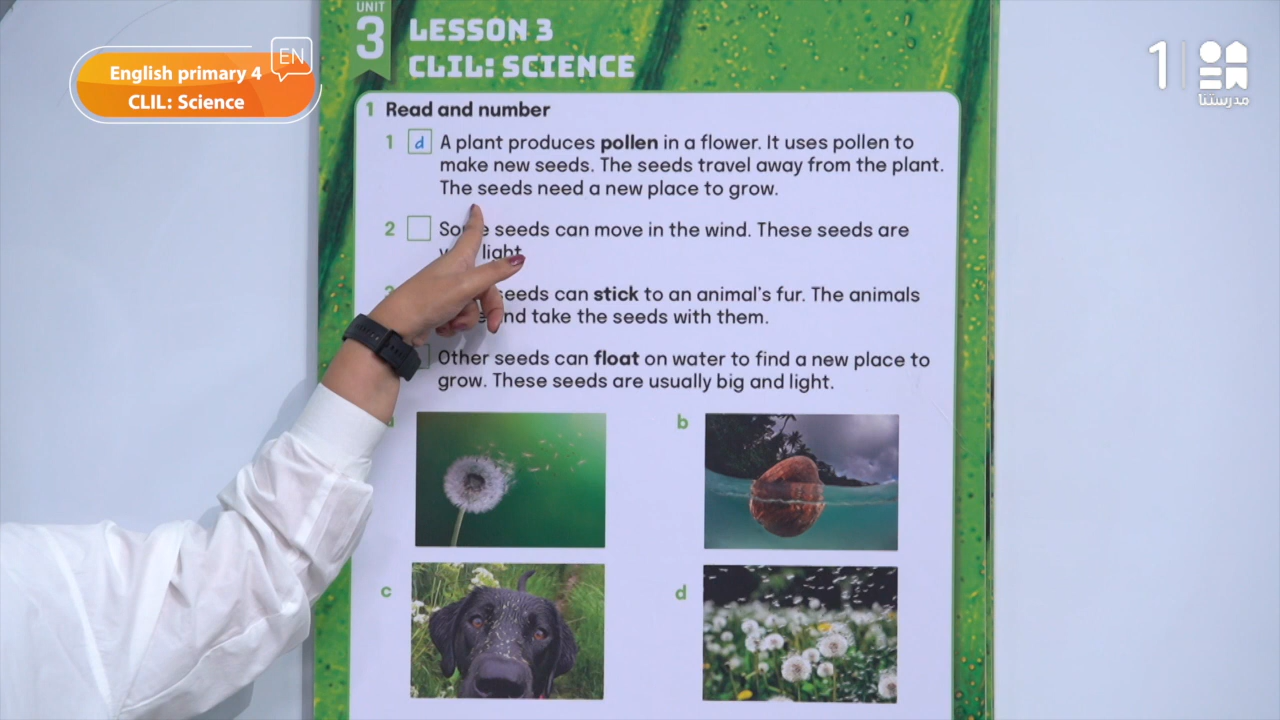 UNIT
3
LESSON 3
CLIL: SCIENCE
English primary 4
CLIL: Science
EN
1
مدرستنا
1 Read and number
1 d A plant produces pollen in a flower. It uses pollen to
make new seeds. The seeds travel away from the plant.
The seeds need a new place to grow.
2 seeds can move in the wind. These seeds are
light.
3 seeds can stick to an animal's fur. The animals
and take the seeds with them.
Other seeds can float on water to find a new place to
grow. These seeds are usually big and light.
b
c
d